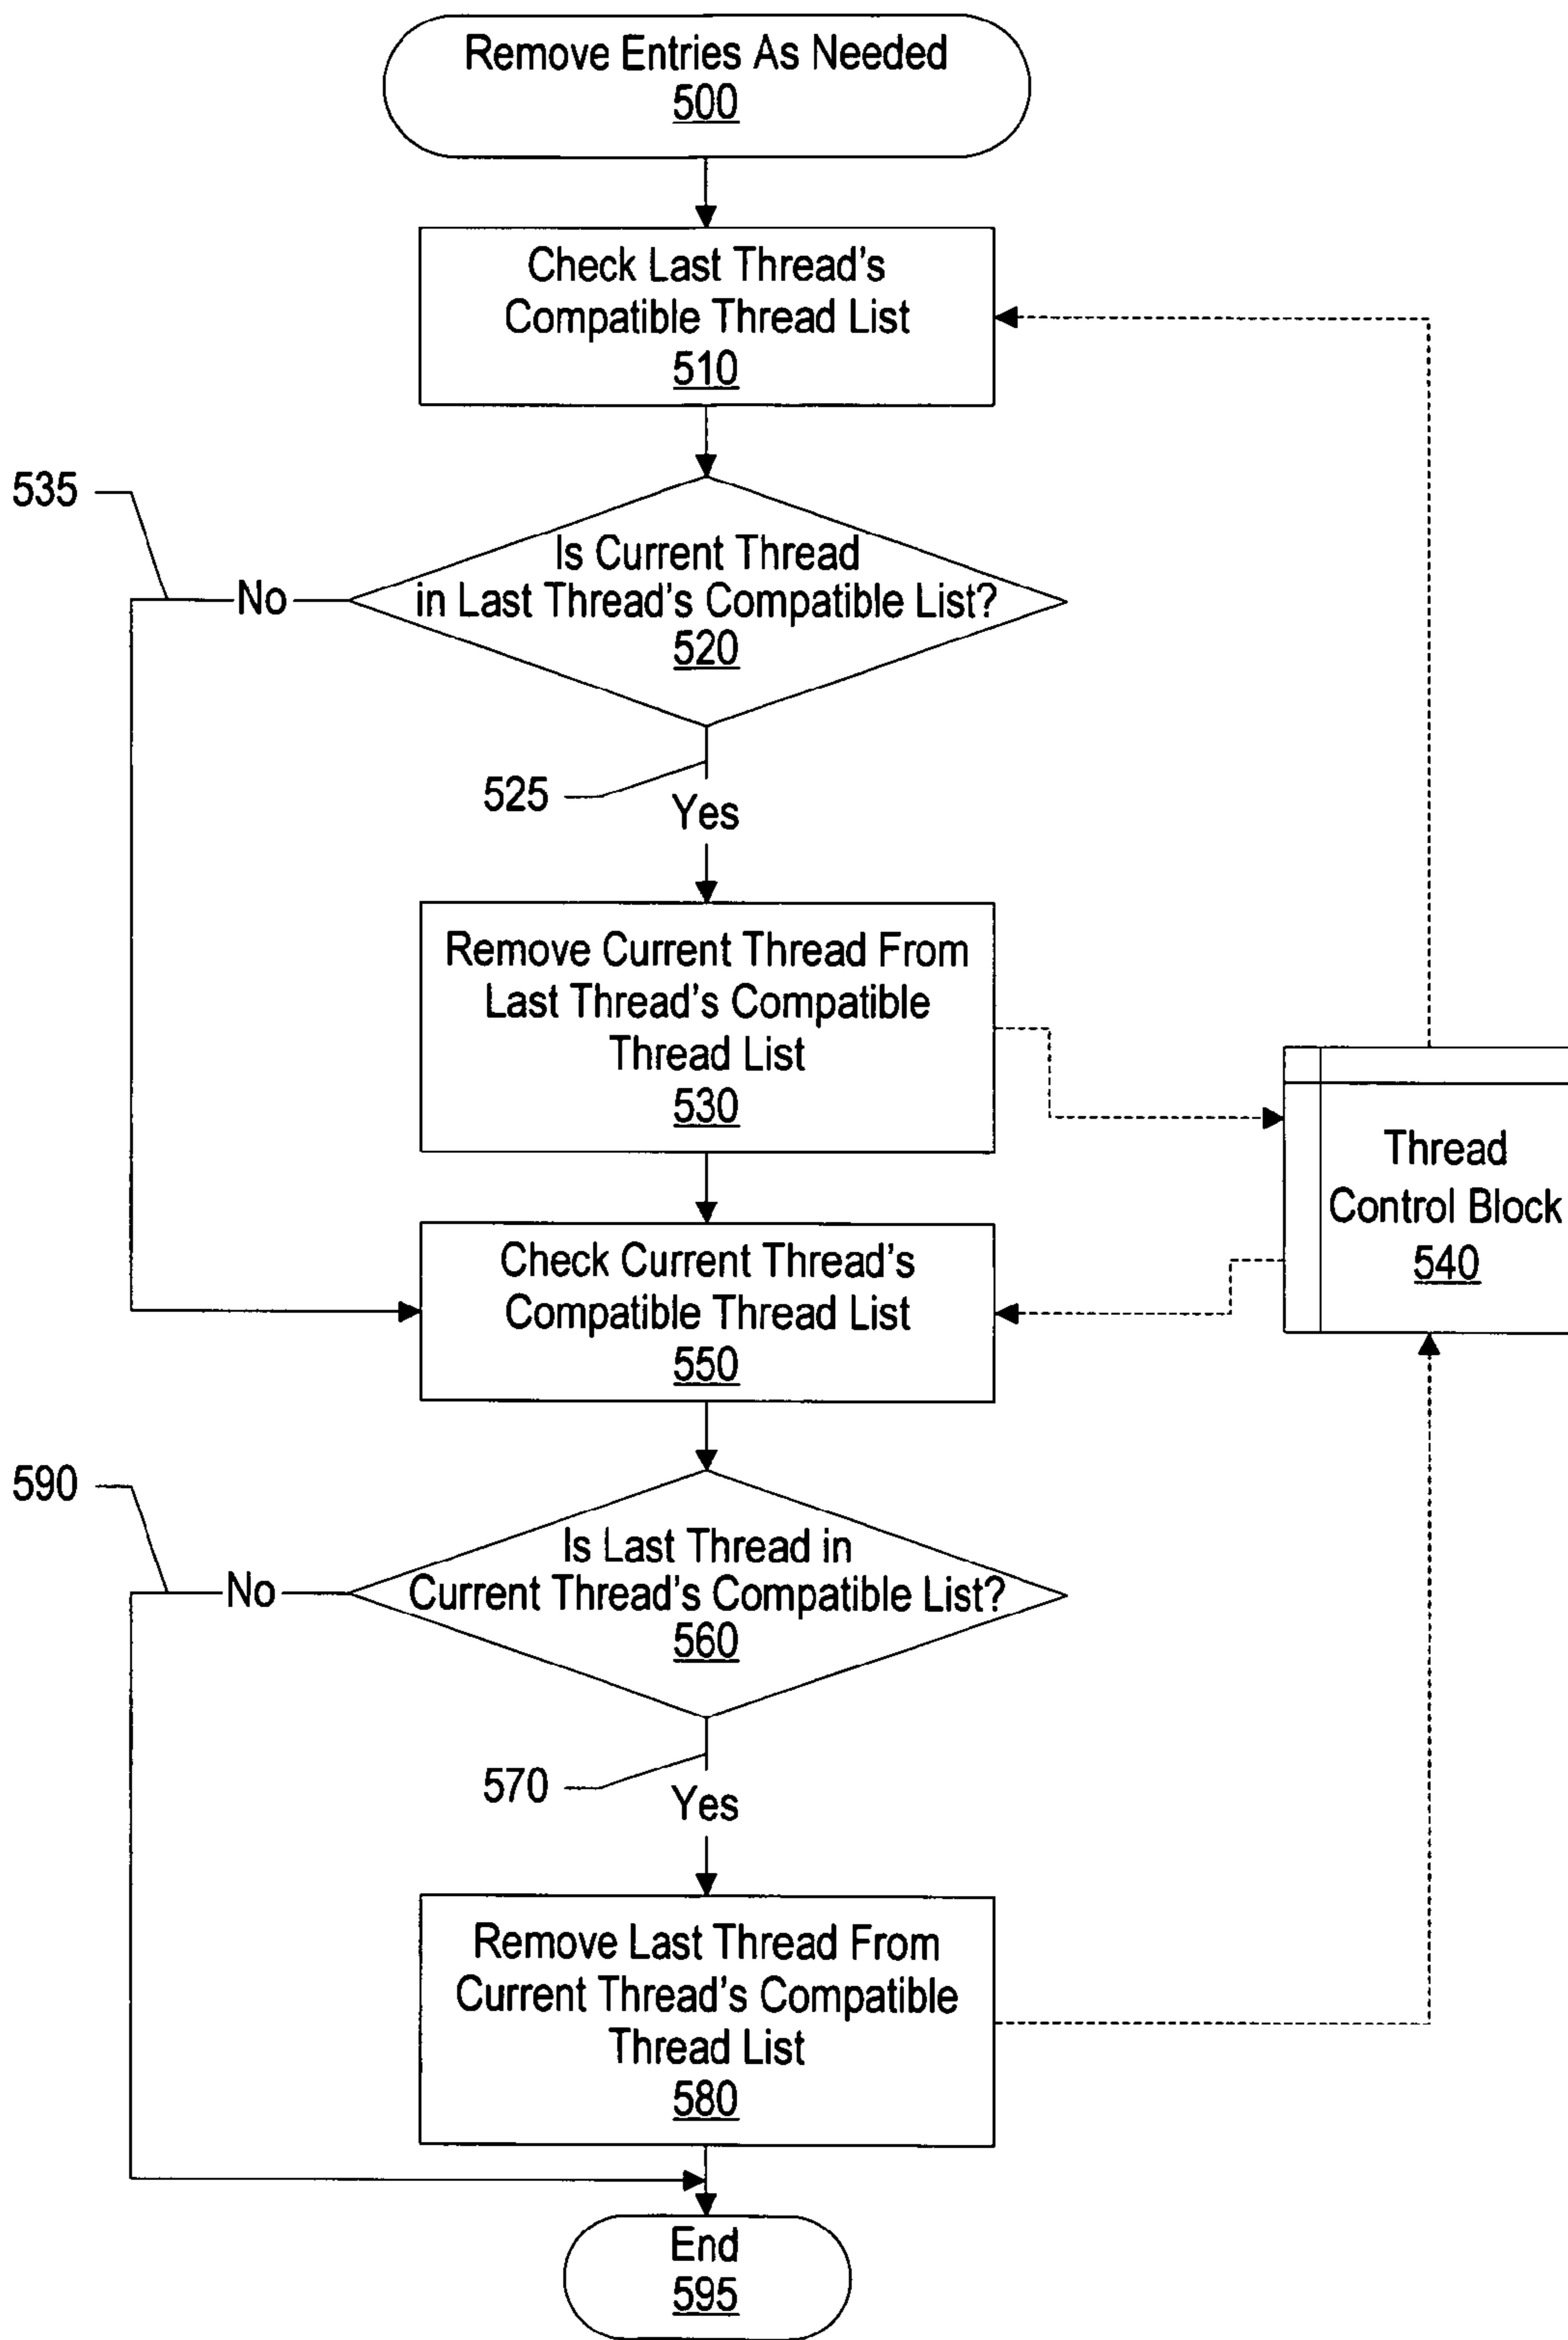 Remove Entries As Needed
500
Check Last Thread's
Compatible Thread List
510
535
No
Is Current Thread
in Last Thread's Compatible List?
520
525
Yes
Remove Current Thread From
Last Thread's Compatible
Thread List
530
Thread
Control Block
540
Check Current Thread's
Compatible Thread List
550
590
No
Is Last Thread in
Current Thread's Compatible List?
560
570
Yes
Remove Last Thread From
Current Thread's Compatible
Thread List
580
End
595